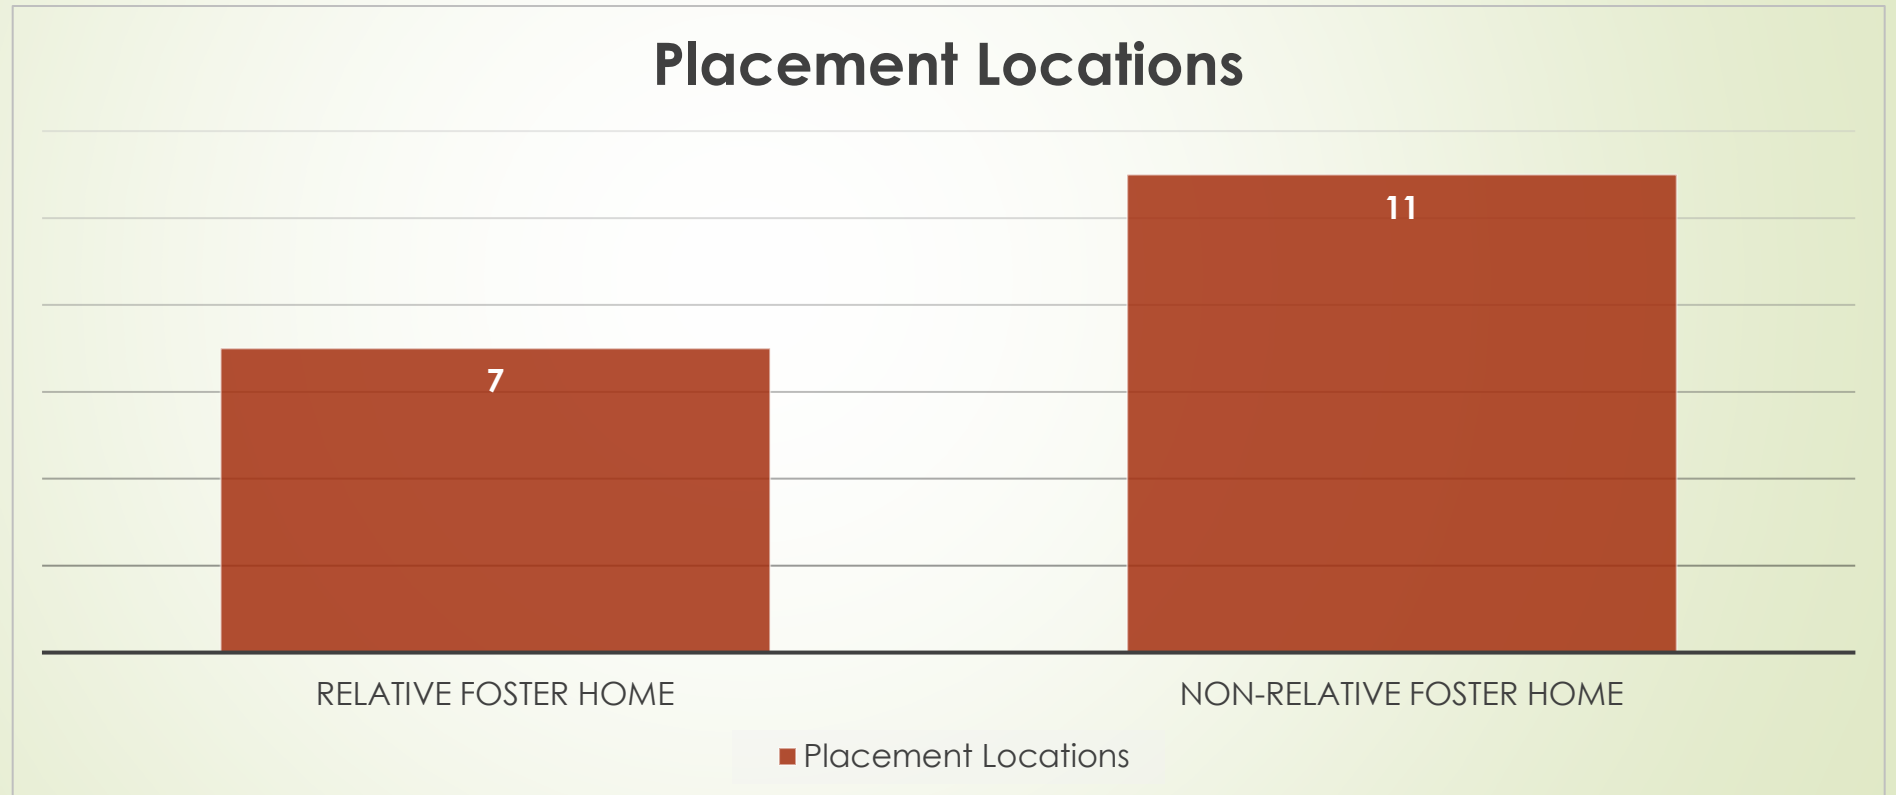 Placement Locations
11
7
RELATIVE FOSTER HOME
NON-RELATIVE FOSTER HOME
Placement Locations